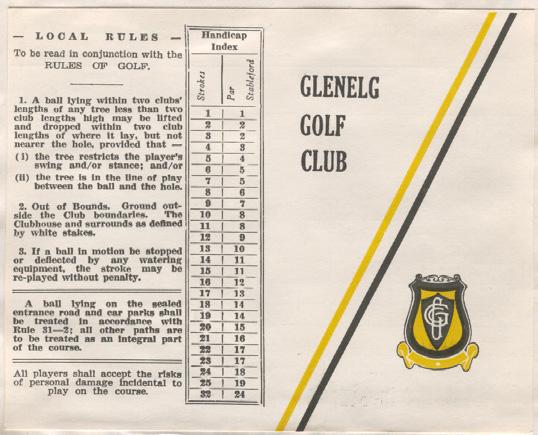 — LOCAL RULES —
To be read in conjunction with the
RULES OF GOLF.
1. A ball lying within two clubs'
lengths of any tree less than two
club lengths high may be lifted
and dropped within two club
lengths of where it lay, but not
nearer the hole, provided that —
(i) the tree restricts the player's
swing and/or stance; and/or
(ii) the tree is in the line of play
between the ball and the hole.
2. Out of Bounds. Ground out-
side the Club boundaries. The
Clubhouse and surrounds as defined
by white stakes.
3. If a ball in motion be stopped
or deflected by any watering
equipment, the stroke may be
re-played without penalty.
A ball lying on the sealed
entrance road and car parks shall
be treated in accordance with
Rule 31—2; all other paths are
to be treated as an integral part
of the course.
All players shall accept the risks
of personal damage incidental to
play on the course.
Handicap
Index
Strokes Par Stableford
1 1
2 2
3 2
4 3
5 4
6 5
7 5
8 6
9 7
10 8
11 8
12 9
13 10
14 11
15 11
16 12
17 13
18 14
19 14
20 15
21 16
22 17
23 17
24 18
25 19
32 24
GLENELG
GOLF
CLUB